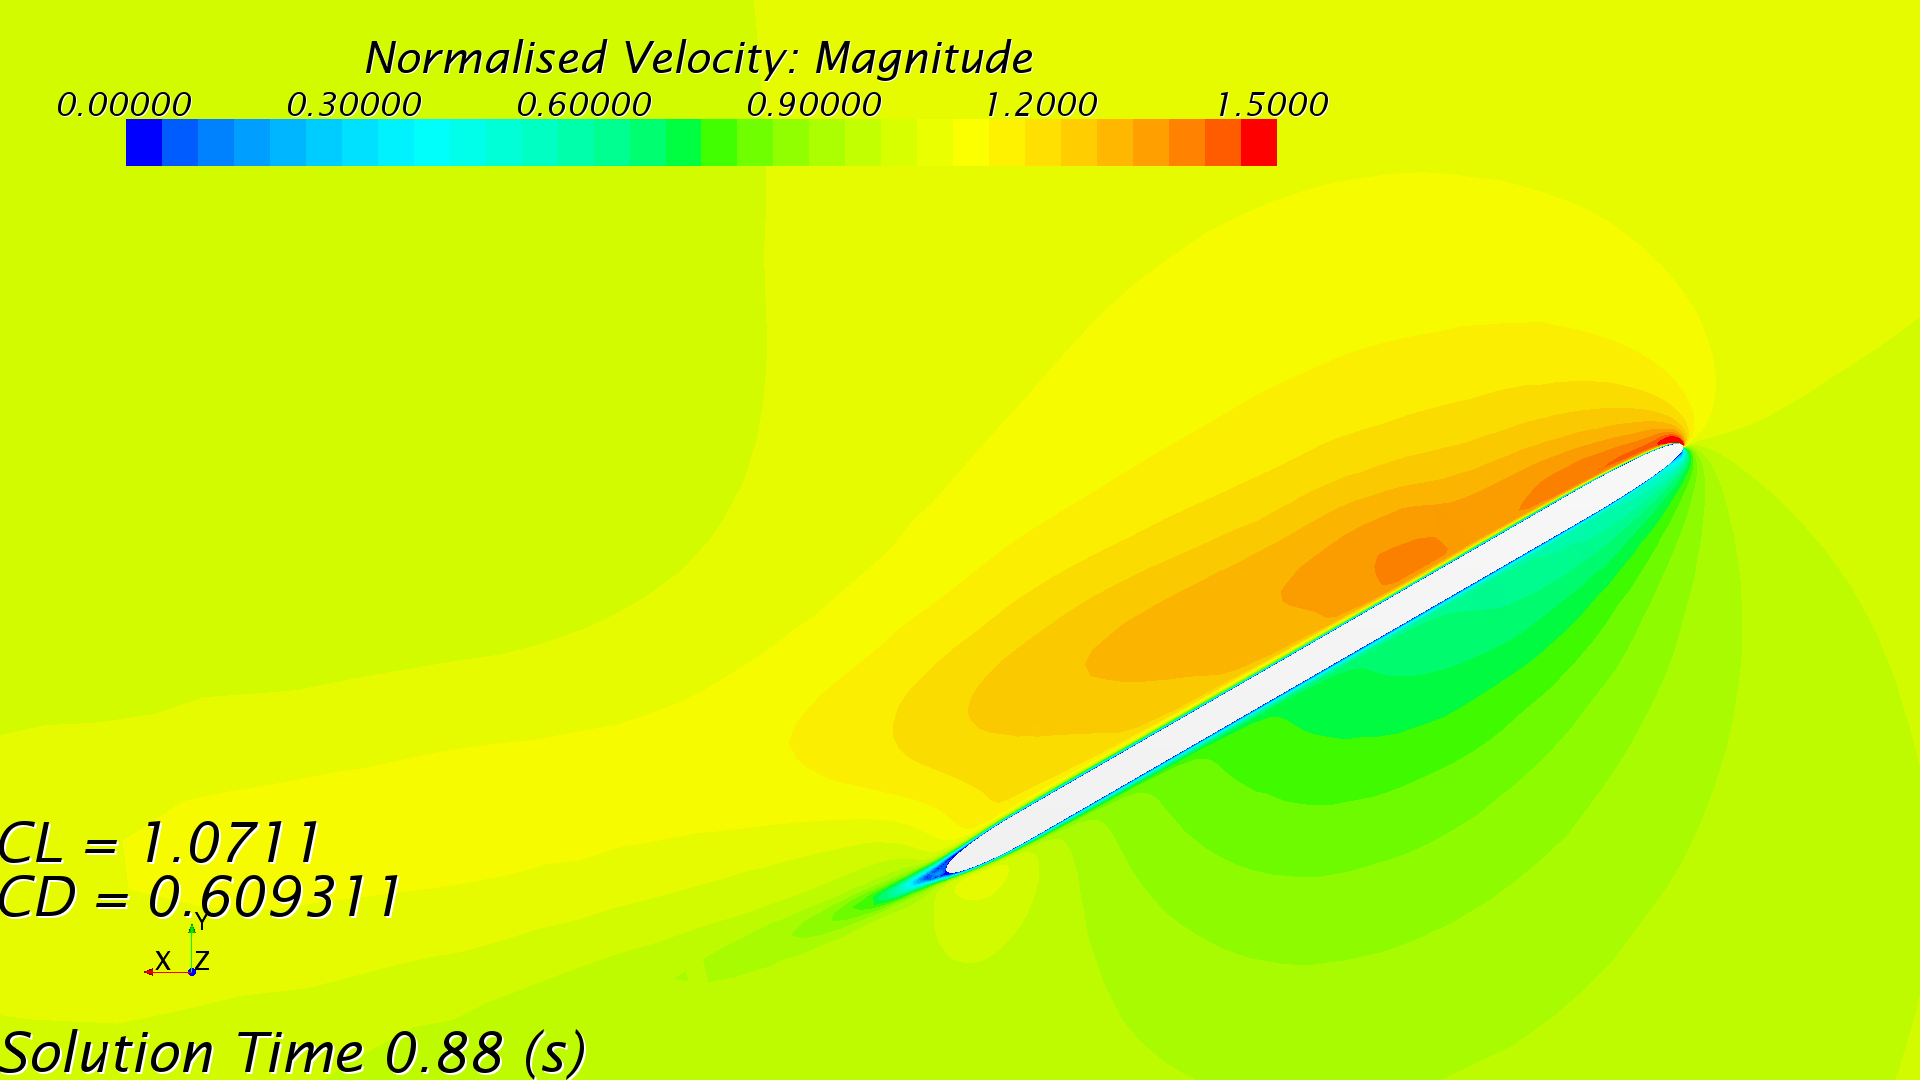 Normalised Velocity: Magnitude
0.00000 0.30000 0.60000 0.90000 1.2000 1.5000
CL = 1.0711
CD = 0.609311
Y
X Z
Solution Time 0.88 (s)